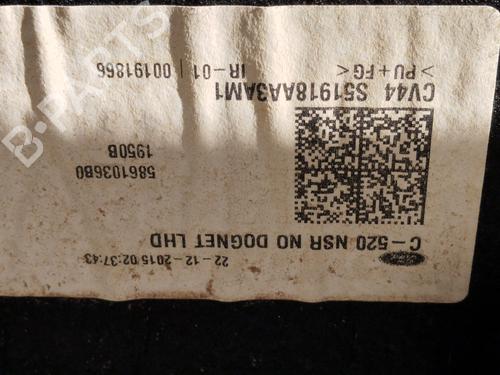 C-520 NSR NO DOGNET LHD
22-12-2015 02:37:43
5861036B0
1950B
CV44 S51918AA3AM1
>PU+FG<
IR-01 00191866
B-PARTS